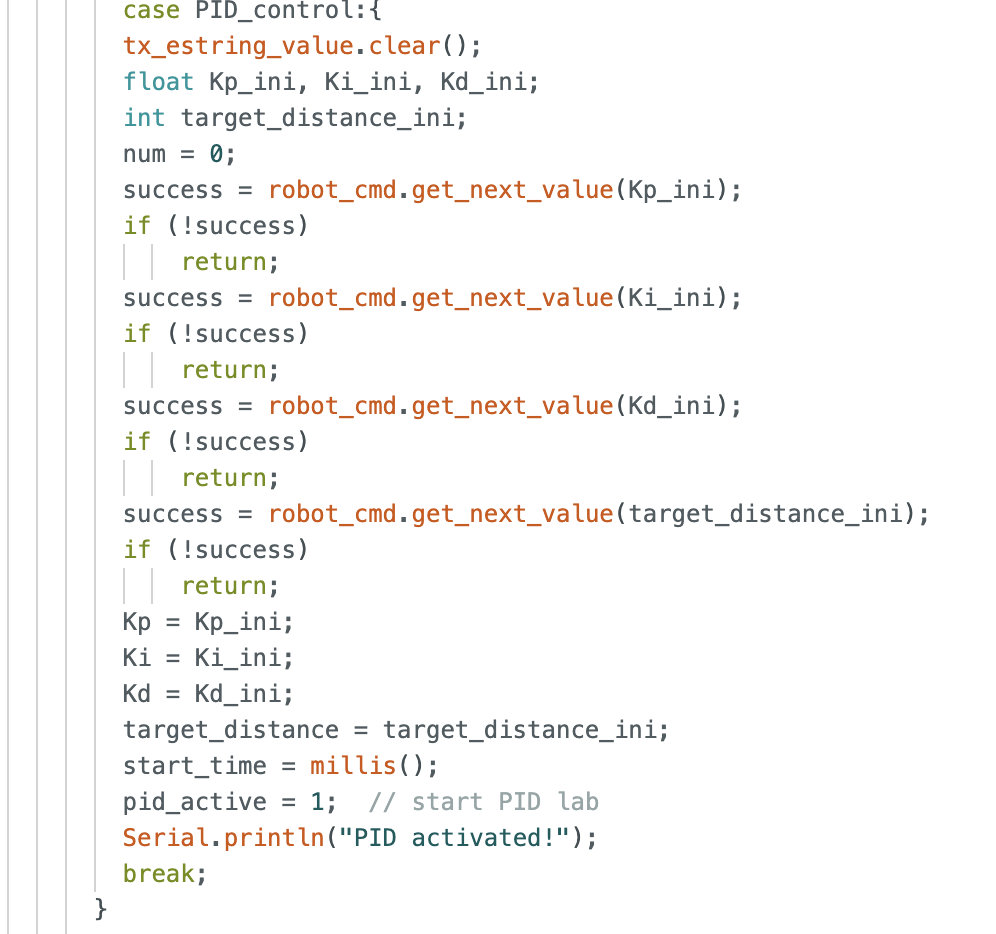 case PID_control:{
tx_estring_value.clear();
float Kp_ini, Ki_ini, Kd_ini;
int target_distance_ini;
num = 0;
success = robot_cmd.get_next_value(Kp_ini);
if (!success)
return;
success = robot_cmd.get_next_value(Ki_ini);
if (!success)
return;
success = robot_cmd.get_next_value(Kd_ini);
if (!success)
return;
success = robot_cmd.get_next_value(target_distance_ini);
if (!success)
return;
Kp = Kp_ini;
Ki = Ki_ini;
Kd = Kd_ini;
target_distance = target_distance_ini;
start_time = millis();
pid_active = 1;  // start PID lab
Serial.println("PID activated!");
break;
}